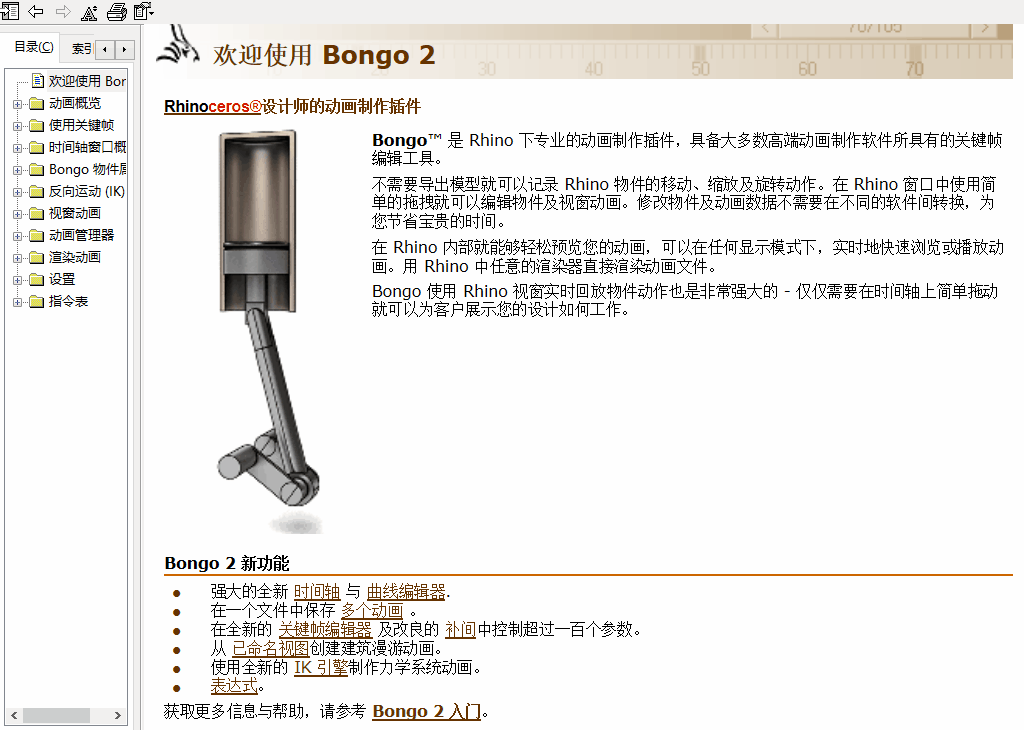 目录(C)
索引
欢迎使用 Bon
动画概览
使用关键帧
时间轴窗口概
Bongo 物件属
反向运动 (IK)
视窗动画
动画管理器
渲染动画
设置
指令表
70/105
欢迎使用 Bongo 2
20 30 40 50 60 70
Rhinoceros®设计师的动画制作插件
Bongo™ 是 Rhino 下专业的动画制作插件，具备大多数高端动画制作软件所具有的关键帧
编辑工具。
不需要导出模型就可以记录 Rhino 物件的移动、缩放及旋转动作。在 Rhino 窗口中使用简
单的拖拽就可以编辑物件及视窗动画。修改物件及动画数据不需要在不同的软件间转换，为
您节省宝贵的时间。
在 Rhino 内部就能够轻松预览您的动画，可以在任何显示模式下，实时地快速浏览或播放动
画。用 Rhino 中任意的渲染器直接渲染动画文件。
Bongo 使用 Rhino 视窗实时回放物件动作也是非常强大的 - 仅仅需要在时间轴上简单拖动
就可以为客户展示您的设计如何工作。
Bongo 2 新功能
● 强大的全新 时间轴 与 曲线编辑器.
● 在一个文件中保存 多个动画 。
● 在全新的 关键帧编辑器 及改良的 补间中控制超过一百个参数。
● 从 已命名视图创建建筑漫游动画。
● 使用全新的 IK 引擎制作力学系统动画。
● 表达式。
获取更多信息与帮助，请参考 Bongo 2 入门。